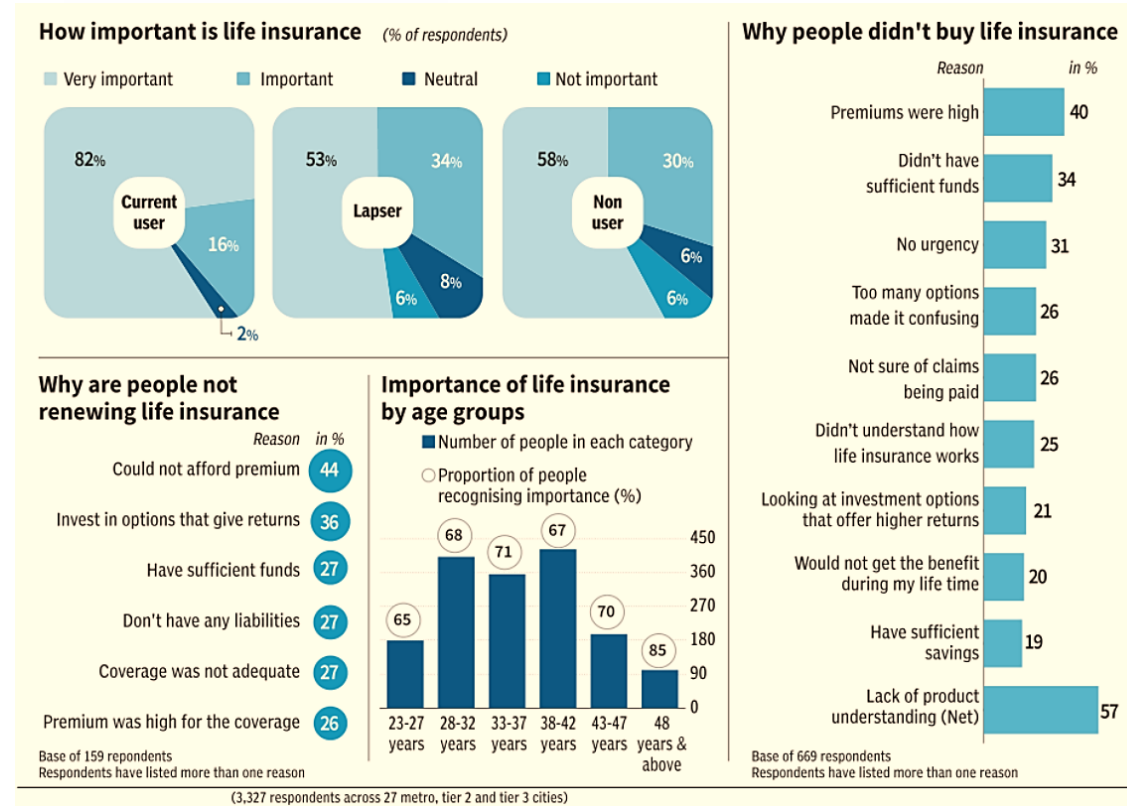 How important is life insurance (% of respondents)
Very important
Important
Neutral
Not important
82%
Current
user
16%
2%
53%
34%
Lapser
8%
6%
58%
30%
Non
user
6%
6%
Why people didn't buy life insurance
Reason in %
Premiums were high 40
Didn't have
sufficient funds 34
No urgency 31
Too many options
made it confusing 26
Not sure of claims
being paid 26
Didn't understand how
life insurance works 25
Looking at investment options
that offer higher returns 21
Would not get the benefit
during my life time 20
Have sufficient
savings 19
Lack of product
understanding (Net) 57
Base of 669 respondents
Respondents have listed more than one reason
Why are people not
renewing life insurance
Reason in %
Could not afford premium 44
Invest in options that give returns 36
Have sufficient funds 27
Don't have any liabilities 27
Coverage was not adequate 27
Premium was high for the coverage 26
Base of 159 repondents
Respondents have listed more than one reason
Importance of life insurance
by age groups
Number of people in each category
Proportion of people
recognising importance (%)
65
68
71
67
70
85
450
360
270
180
90
0
23-27
years
28-32
years
33-37
years
38-42
years
43-47
years
48
years &
above
(3,327 respondents across 27 metro, tier 2 and tier 3 cities)